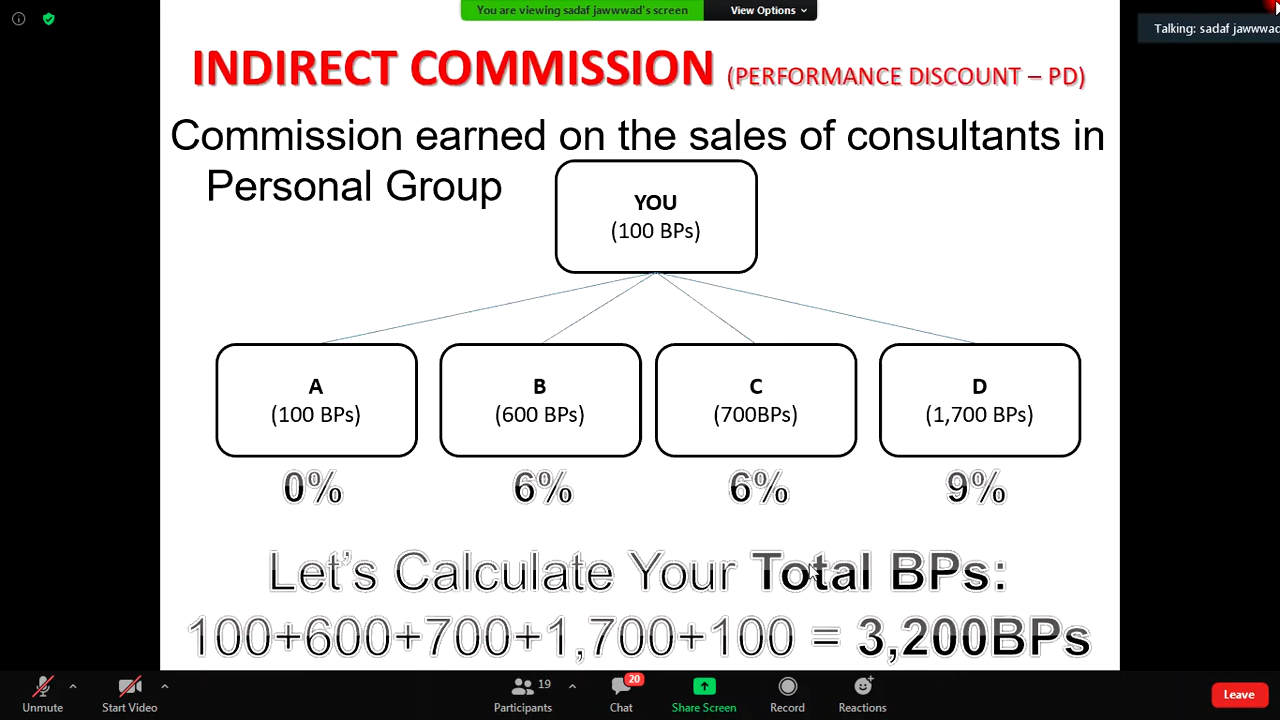 You are viewing sadaf jawwwad's screen
View Options
Talking: sadaf jawwwad
INDIRECT COMMISSION (PERFORMANCE DISCOUNT – PD)
Commission earned on the sales of consultants in
Personal Group
YOU
(100 BPs)
A
(100 BPs)
B
(600 BPs)
C
(700BPs)
D
(1,700 BPs)
0%
6%
6%
9%
Let's Calculate Your Total BPs:
100+600+700+1,700+100 = 3,200BPs
Unmute
Start Video
19
Participants
20
Chat
Share Screen
Record
Reactions
Leave